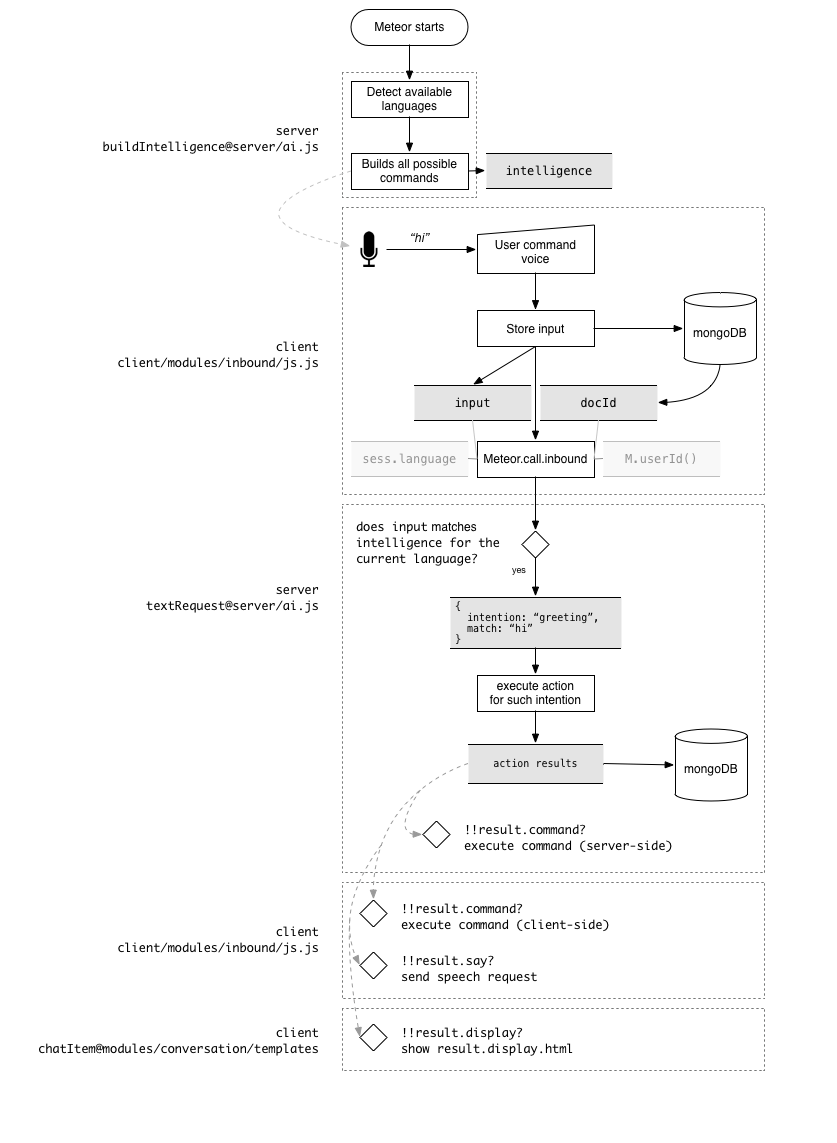 Meteor starts
Detect available
languages
server
buildIntelligence@server/ai.js
Builds all possible
commands
intelligence
“hi”
User command
voice
Store input
mongoDB
client
client/modules/inbound/js.js
input
docId
sess.language
Meteor.call.inbound
M.userId()
does input matches
intelligence for the
current language?
yes
server
textRequest@server/ai.js
{
intention: “greeting”,
match: “hi”
}
execute action
for such intention
action results
mongoDB
!!result.command?
execute command (server-side)
client
client/modules/inbound/js.js
!!result.command?
execute command (client-side)
!!result.say?
send speech request
client
chatItem@modules/conversation/templates
!!result.display?
show result.display.html